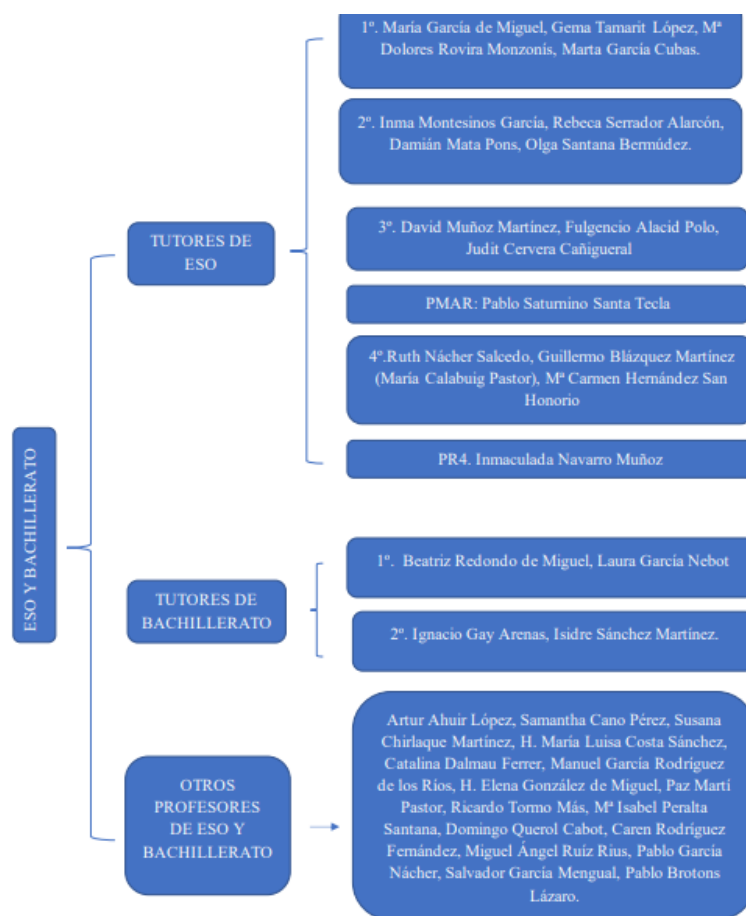 ESO Y BACHILLERATO
TUTORES DE
ESO
1º. María García de Miguel, Gema Tamarit López, Mª
Dolores Rovira Monzonís, Marta García Cubas.
2º. Inma Montesinos García, Rebeca Serrador Alarcón,
Damián Mata Pons, Olga Santana Bermúdez.
3º. David Muñoz Martínez, Fulgencio Alacid Polo,
Judit Cervera Cañigueral
PMAR: Pablo Saturnino Santa Tecla
4º.Ruth Nácher Salcedo, Guillermo Blázquez Martínez
(María Calabuig Pastor), Mª Carmen Hernández San
Honorio
PR4. Inmaculada Navarro Muñoz
TUTORES DE
BACHILLERATO
1º. Beatriz Redondo de Miguel, Laura García Nebot
2º. Ignacio Gay Arenas, Isidre Sánchez Martínez.
OTROS
PROFESORES
DE ESO Y
BACHILLERATO
Artur Ahuir López, Samantha Cano Pérez, Susana
Chirlaque Martínez, H. María Luisa Costa Sánchez,
Catalina Dalmau Ferrer, Manuel García Rodríguez
de los Ríos, H. Elena González de Miguel, Paz Martí
Pastor, Ricardo Tormo Más, Mª Isabel Peralta
Santana, Domingo Querol Cabot, Caren Rodríguez
Fernández, Miguel Ángel Ruíz Rius, Pablo García
Nácher, Salvador García Mengual, Pablo Brotons
Lázaro.